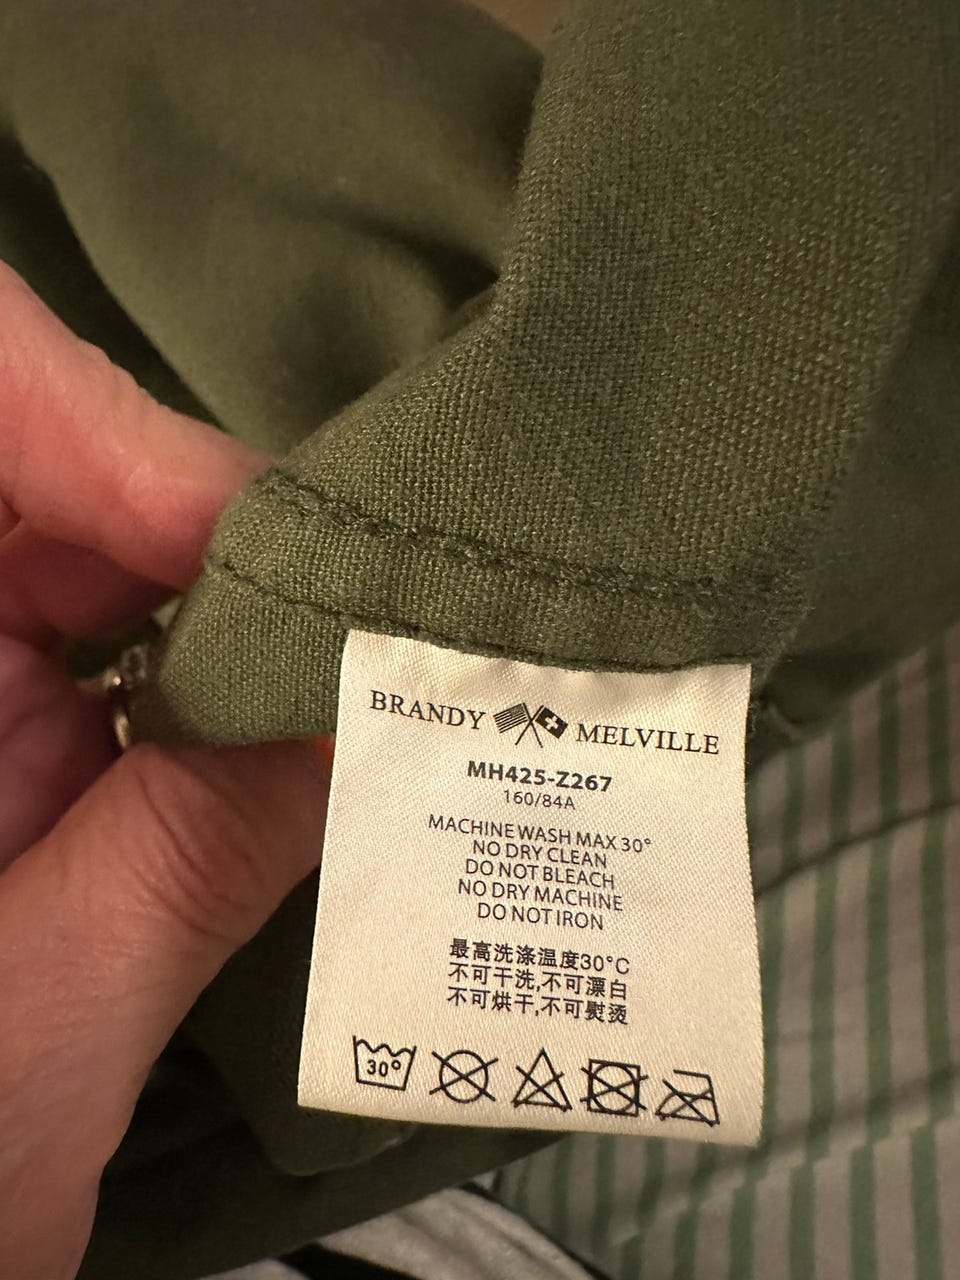 BRANDY MELVILLE
MH425-Z267
160/84A
MACHINE WASH MAX 30°
NO DRY CLEAN
DO NOT BLEACH
NO DRY MACHINE
DO NOT IRON
最高洗涤温度30°C
不可干洗,不可漂白
不可烘干,不可熨烫
30°